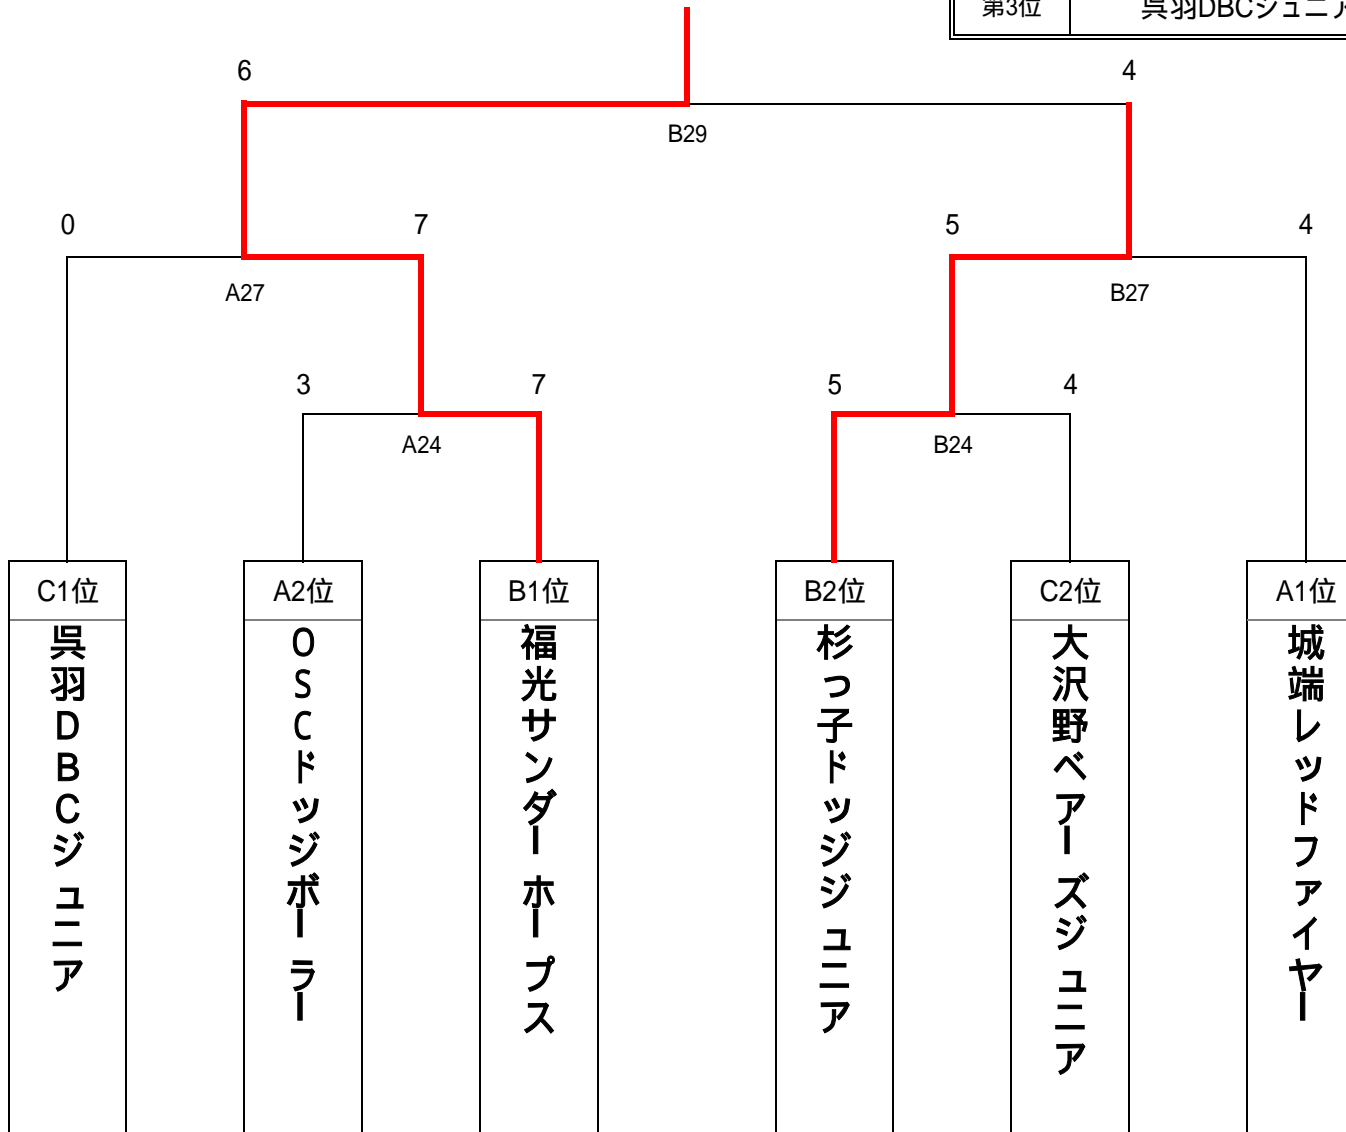 第3位 呉羽DBCジュニア
6 4
B29
0 7 5 4
A27 B27
3 7 5 4
A24 B24
C1位 A2位 B1位 B2位 C2位 A1位
呉羽DBCジュニア
OSCドッジボーラー
福光サンダーホープス
杉っ子ドッジジュニア
大沢野ベアーズジュニア
城端レッドファイヤー